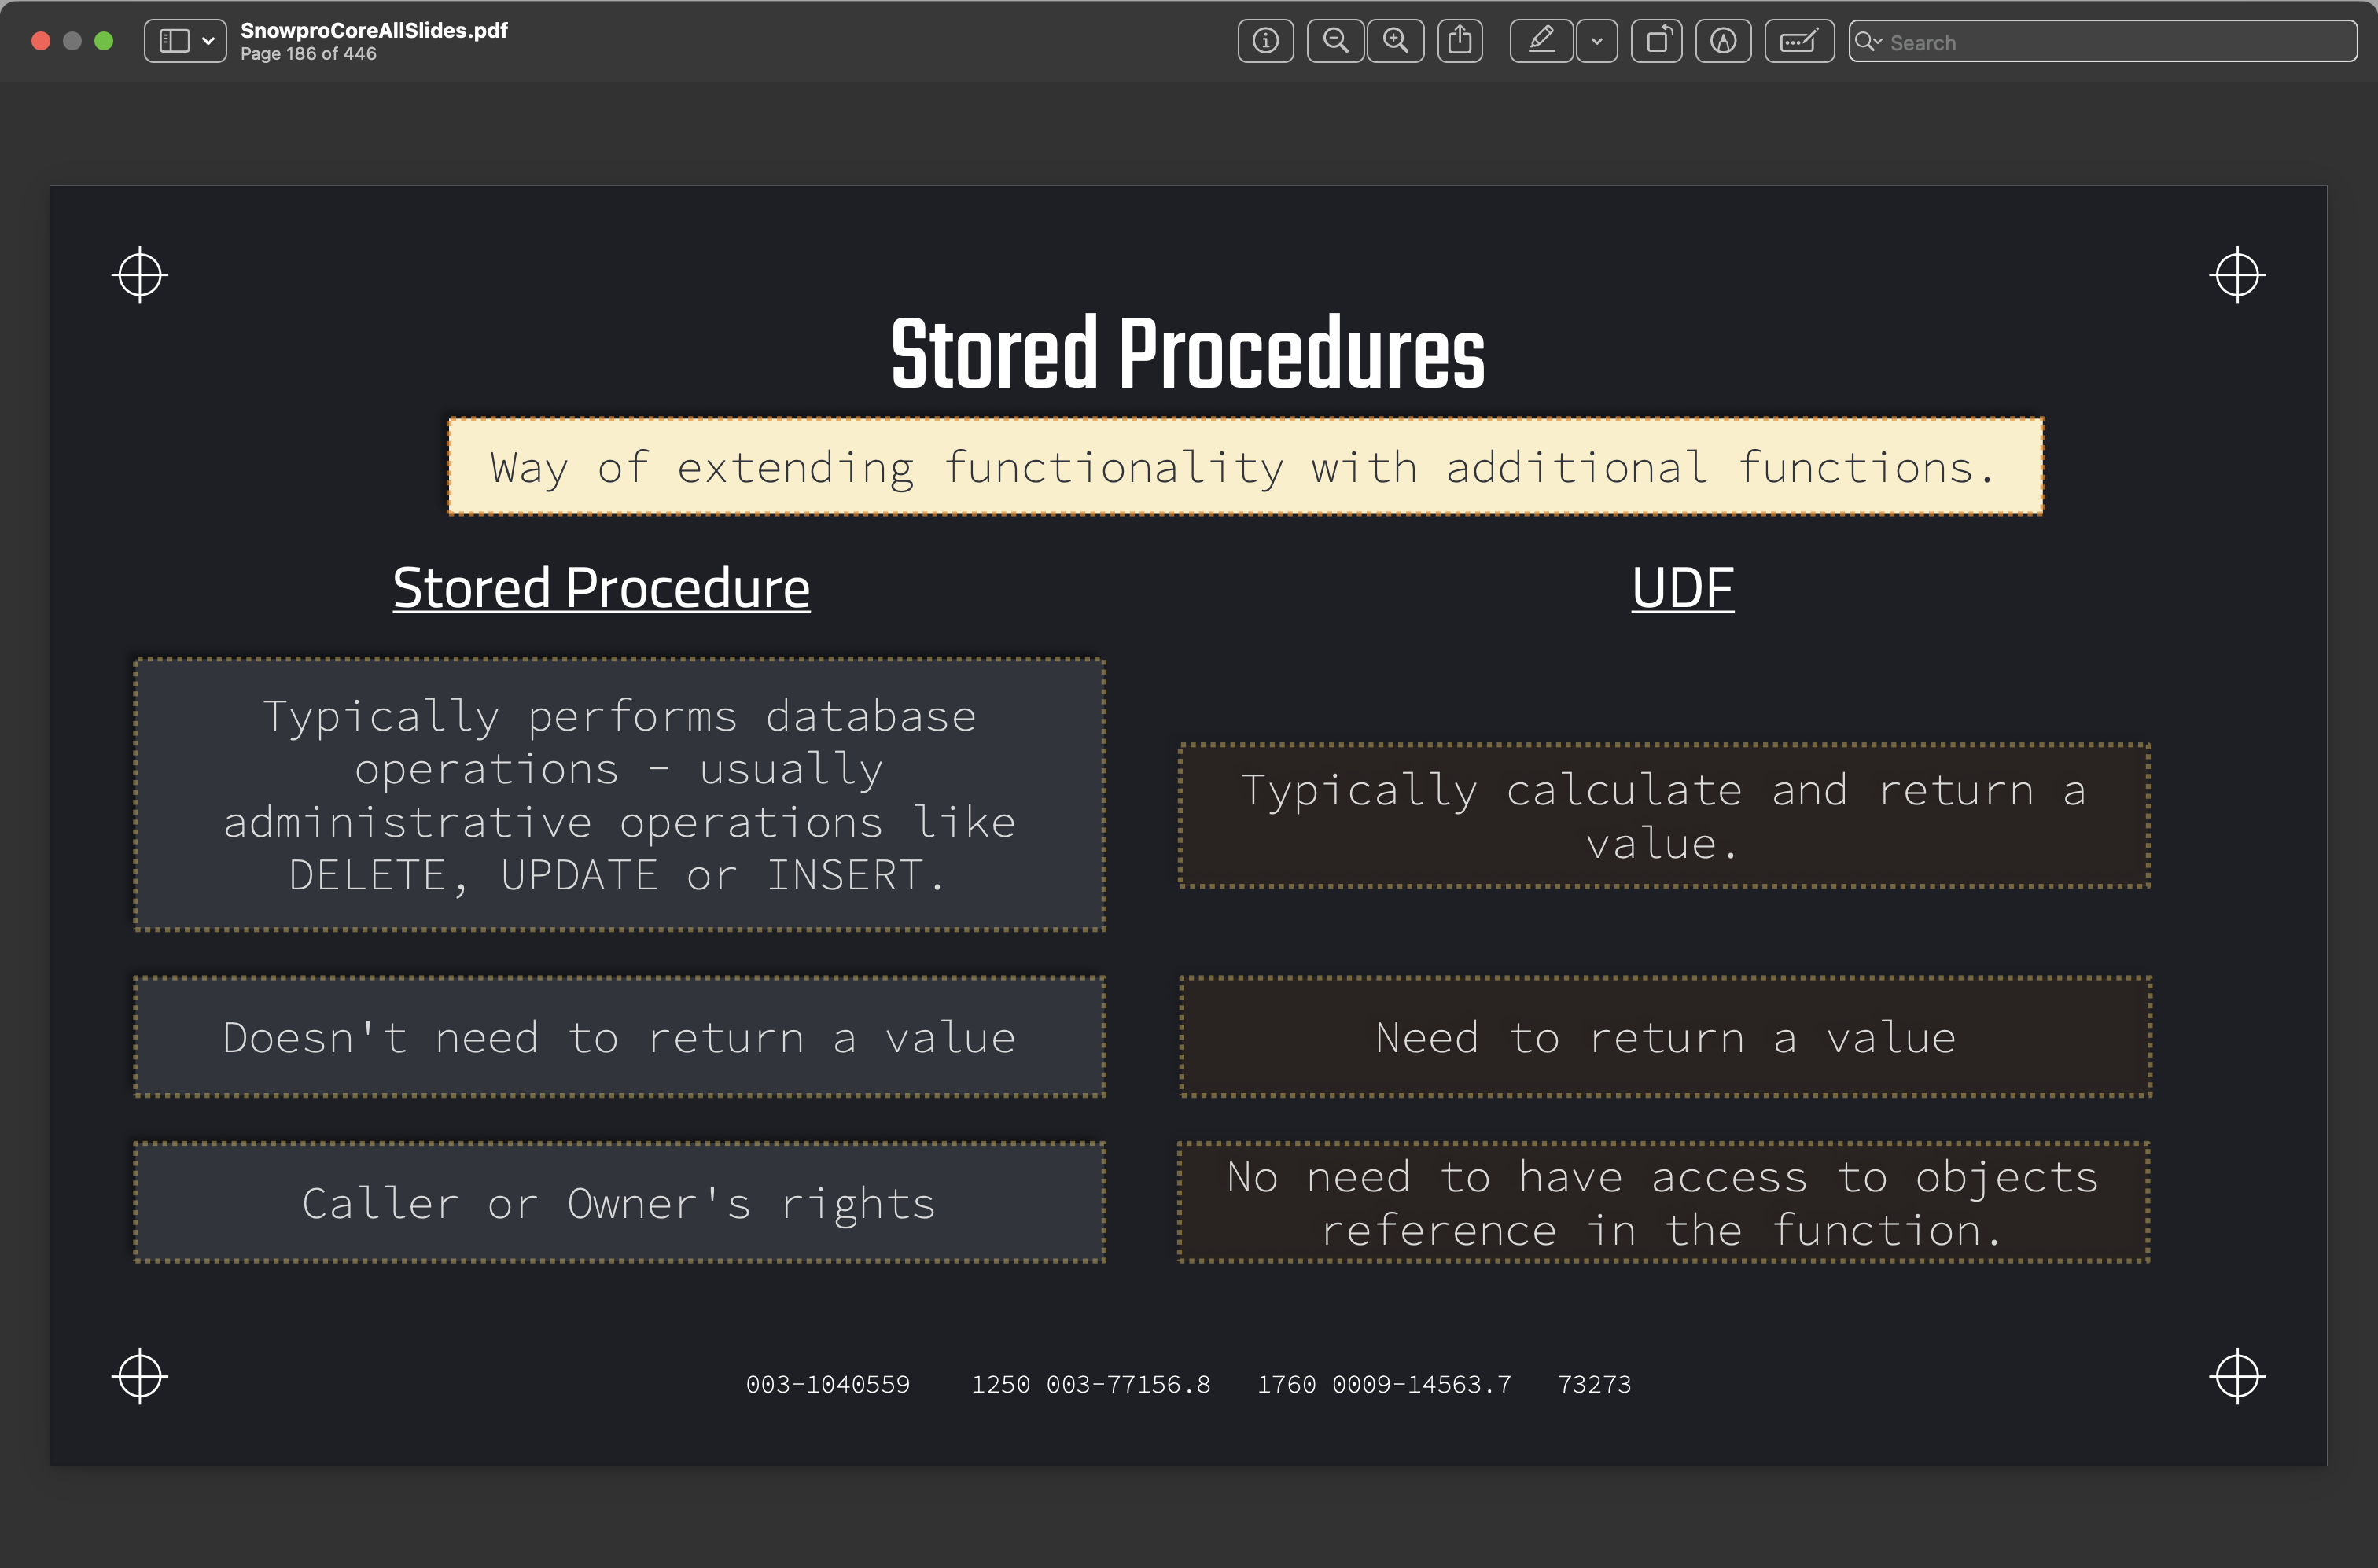 SnowproCoreAllSlides.pdf
Page 186 of 446
Search
Stored Procedures
Way of extending functionality with additional functions.
Stored Procedure
Typically performs database
operations - usually
administrative operations like
DELETE, UPDATE or INSERT.
Doesn't need to return a value
Caller or Owner's rights
UDF
Typically calculate and return a
value.
Need to return a value
No need to have access to objects
reference in the function.
003-1040559 1250 003-77156.8 1760 0009-14563.7 73273